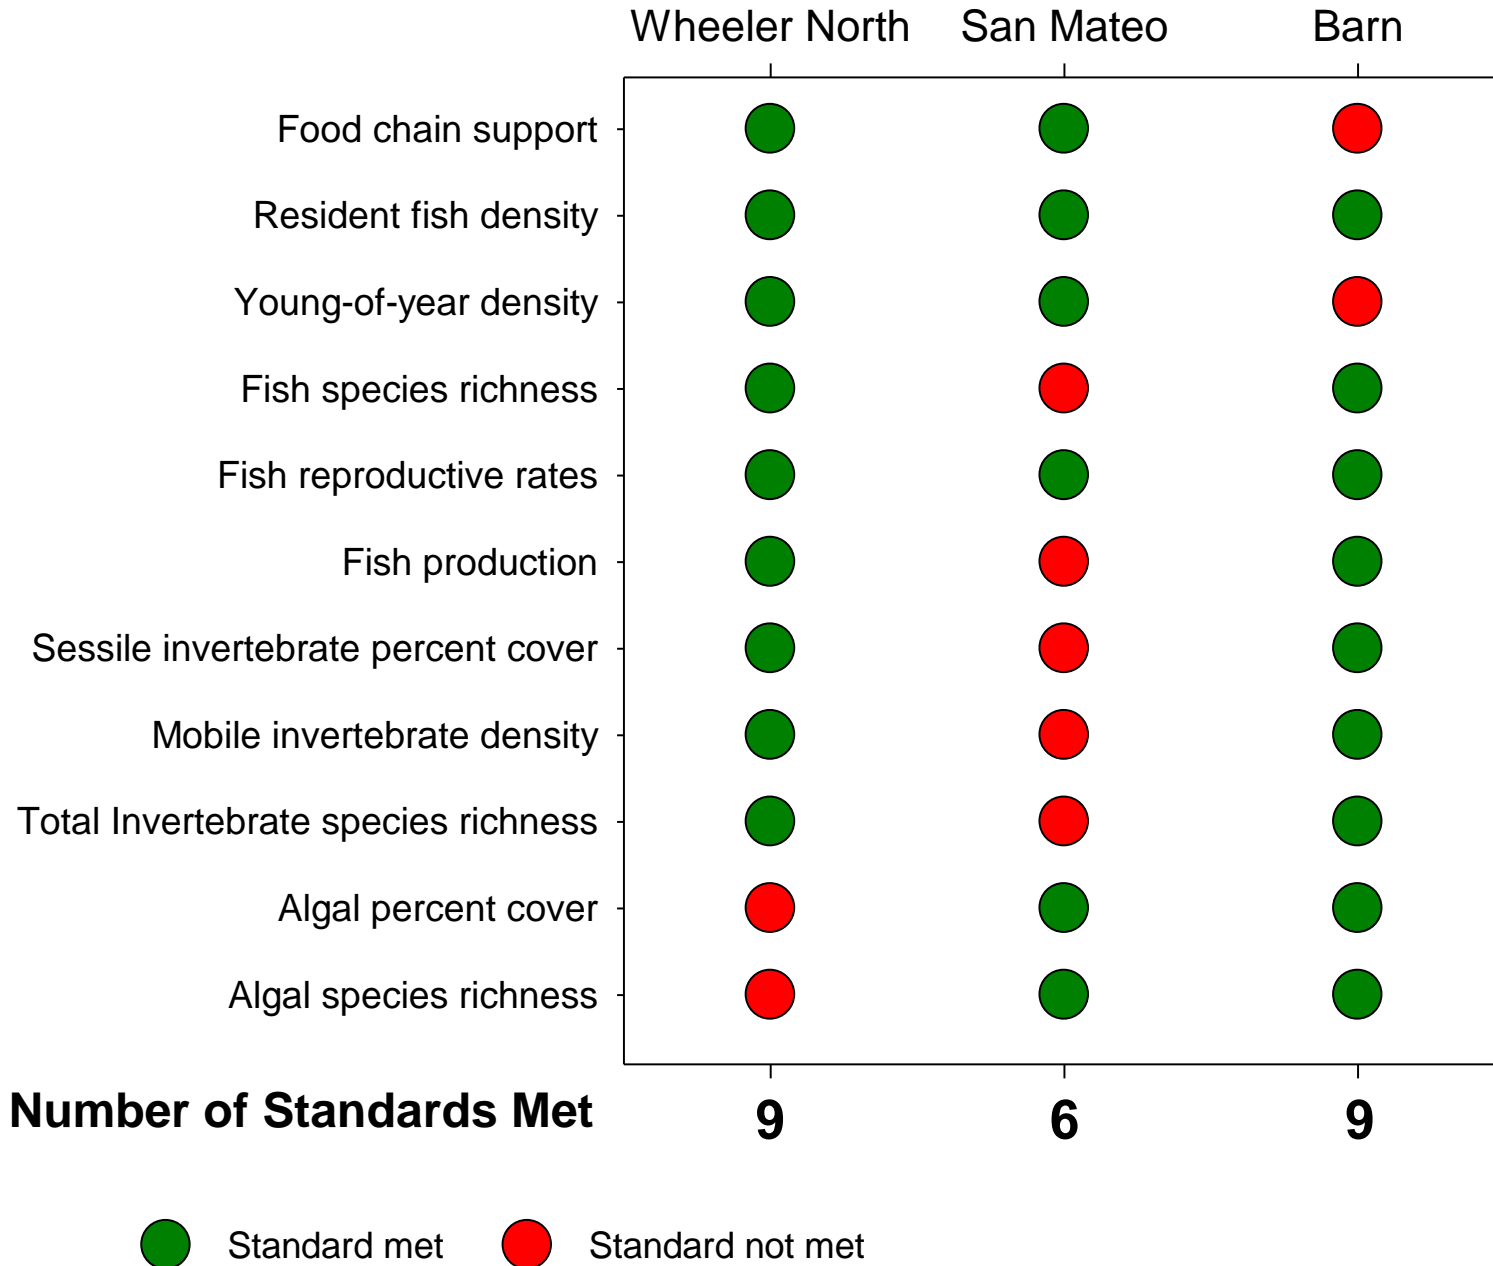 Wheeler North San Mateo Barn
Food chain support
Resident fish density
Young-of-year density
Fish species richness
Fish reproductive rates
Fish production
Sessile invertebrate percent cover
Mobile invertebrate density
Total Invertebrate species richness
Algal percent cover
Algal species richness
Number of Standards Met 9 6 9
Standard met Standard not met